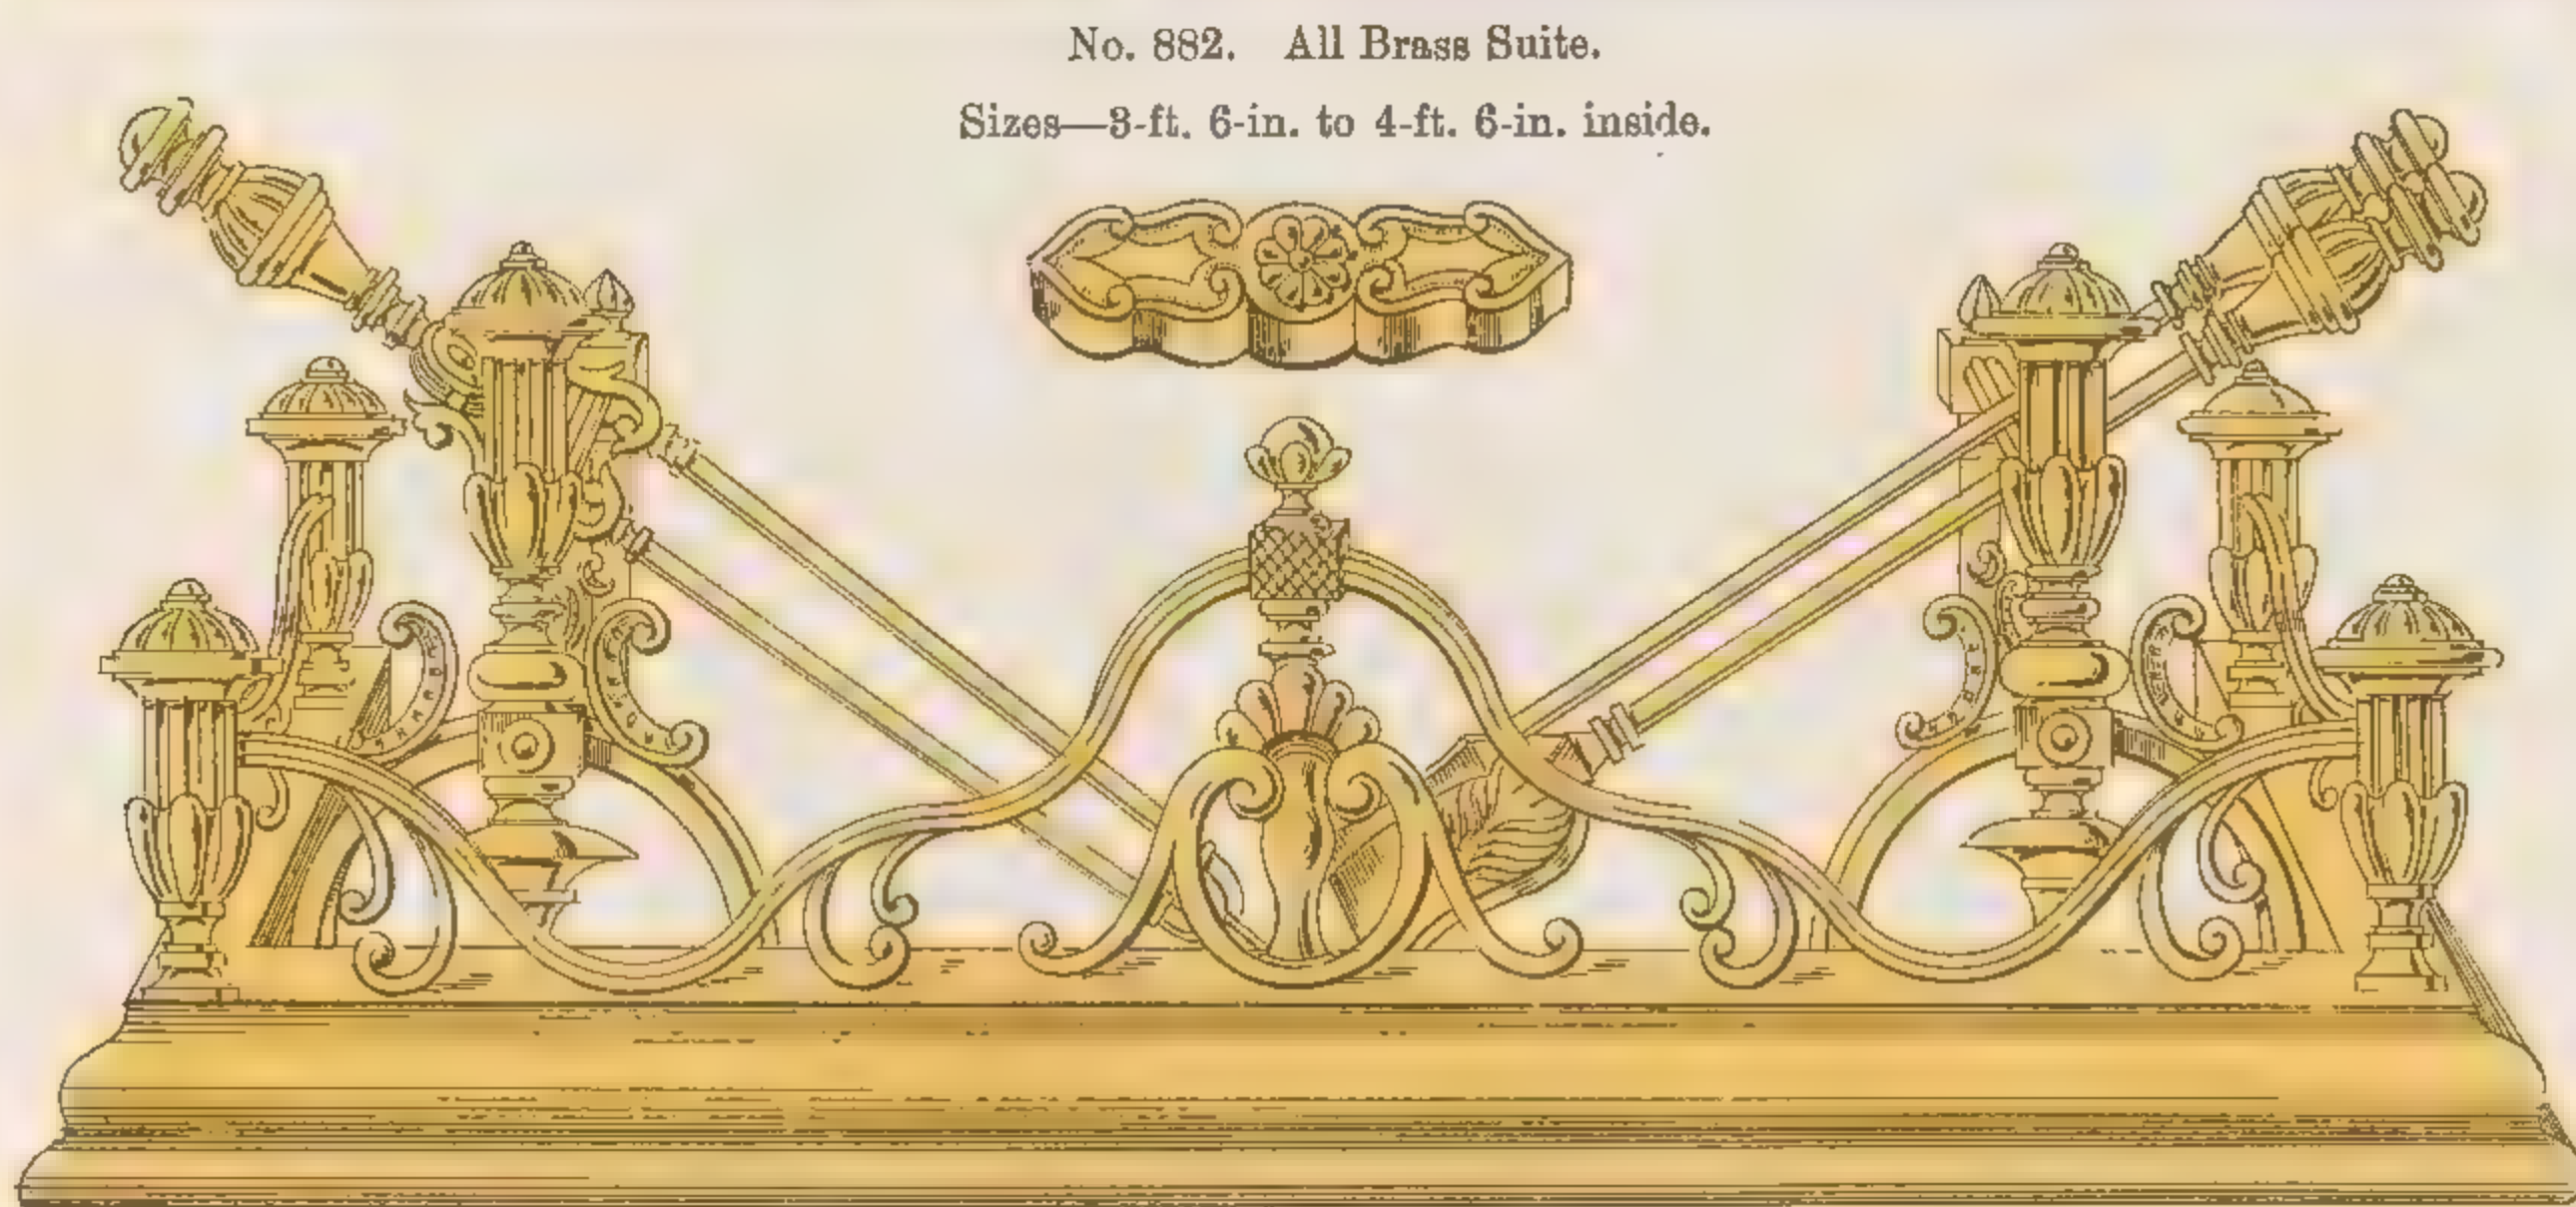 No. 882. All Brass Suite.
Sizes—3-ft. 6-in. to 4-ft. 6-in. inside.